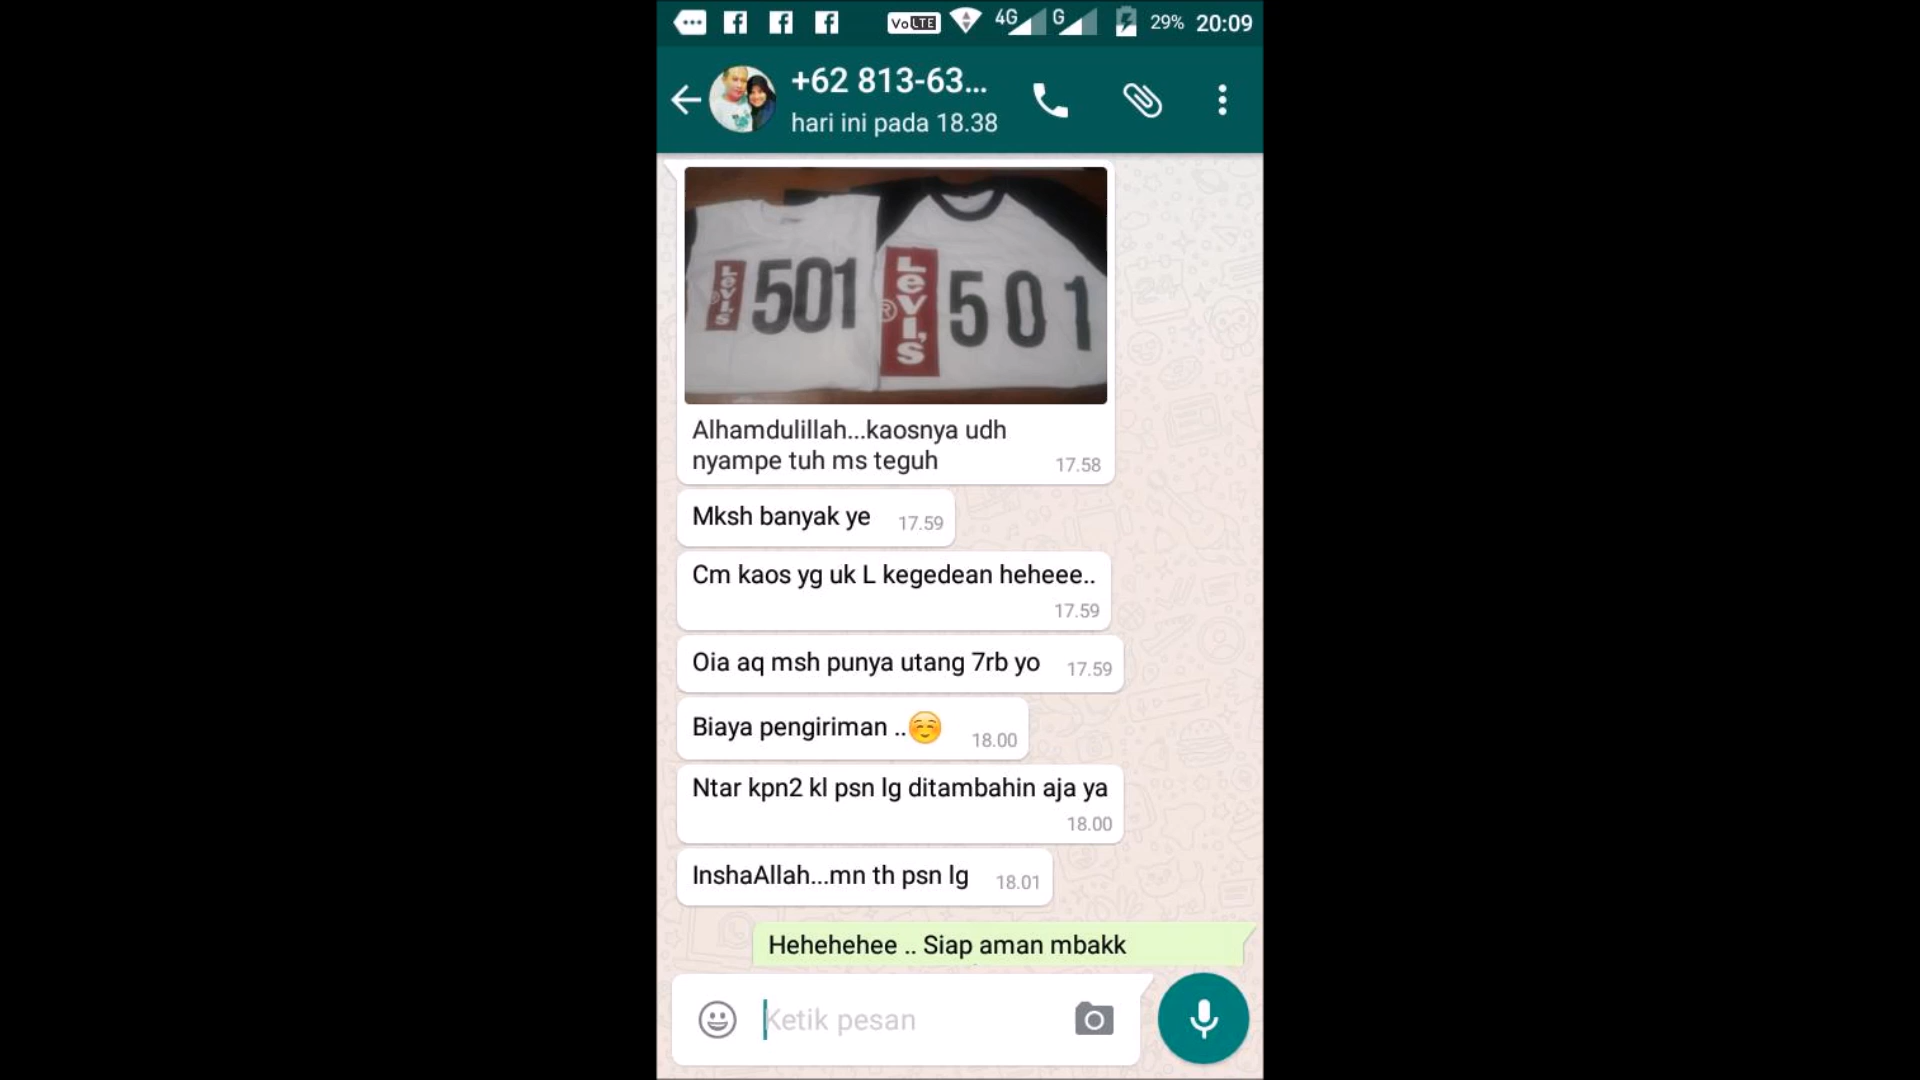 VoLTE 4G G 29% 20:09
+62 813-63...
hari ini pada 18.38
Levi's 501 Levi's 501
®
Alhamdulillah...kaosnya udh
nyampe tuh ms teguh 17.58
Mksh banyak ye 17.59
Cm kaos yg uk L kegedean heheee..
17.59
Oia aq msh punya utang 7rb yo 17.59
Biaya pengiriman ..☺️ 18.00
Ntar kpn2 kl psn lg ditambahin aja ya
18.00
InshaAllah...mn th psn lg 18.01
Hehehehee .. Siap aman mbakk
Ketik pesan